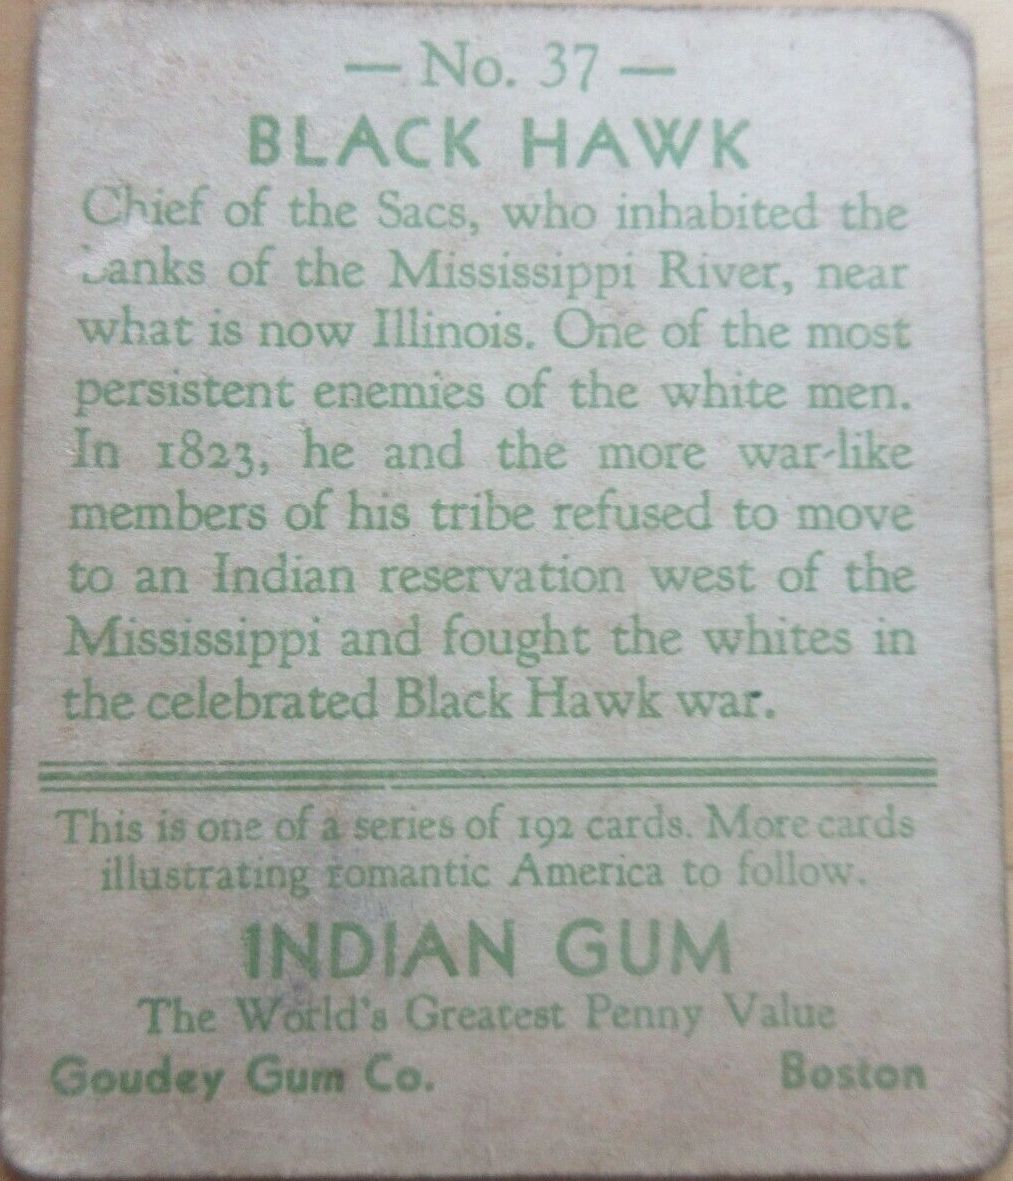 — No. 37 —
BLACK HAWK
Chief of the Sacs, who inhabited the
banks of the Mississippi River, near
what is now Illinois. One of the most
persistent enemies of the white men.
In 1823, he and the more war-like
members of his tribe refused to move
to an Indian reservation west of the
Mississippi and fought the whites in
the celebrated Black Hawk war.
This is one of a series of 192 cards. More cards
illustrating romantic America to follow.
INDIAN GUM
The World's Greatest Penny Value
Goudey Gum Co. Boston